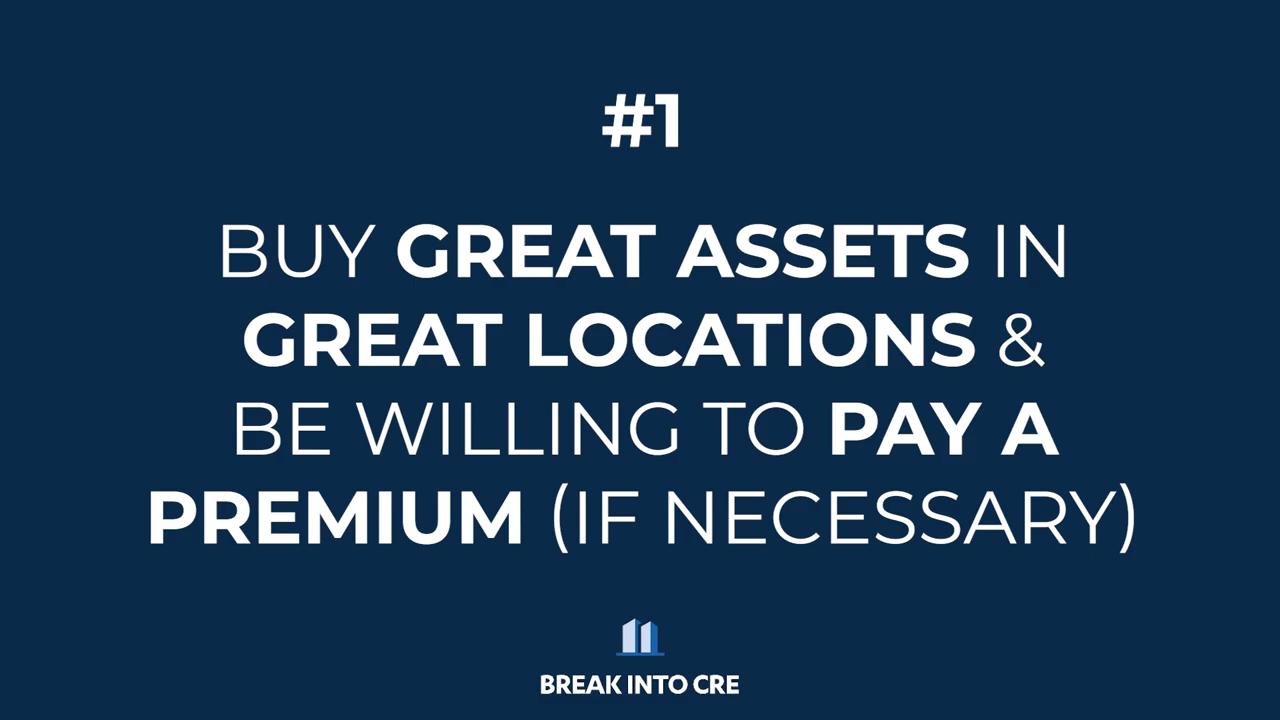 #1
BUY GREAT ASSETS IN
GREAT LOCATIONS &
BE WILLING TO PAY A
PREMIUM (IF NECESSARY)
BREAK INTO CRE